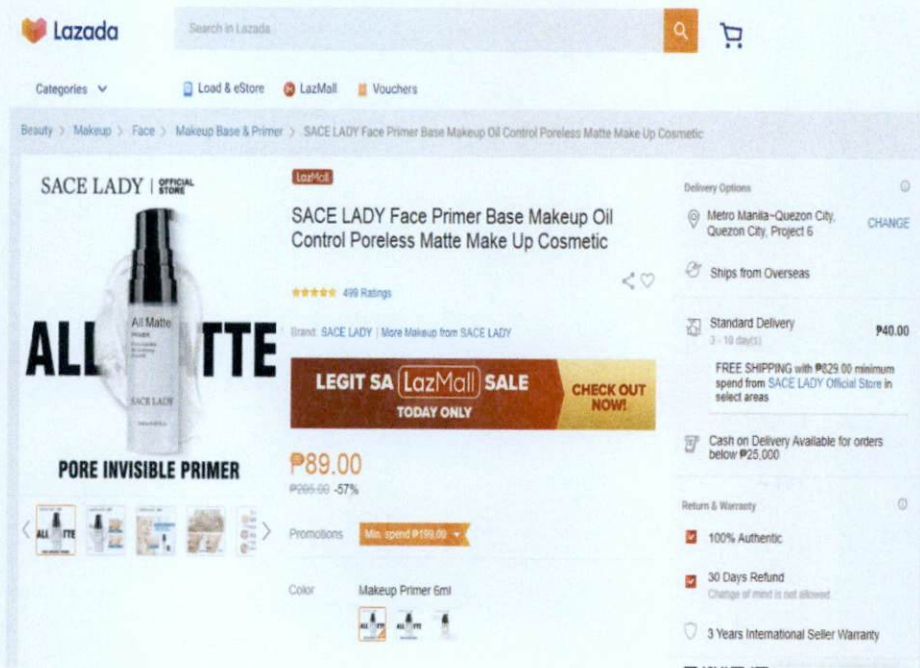 Lazada
Search in Lazada
Categories
Load & eStore
LazMall
Vouchers
Beauty > Makeup > Face > Makeup Base & Primer > SACE LADY Face Primer Base Makeup Oil Control Poreless Matte Make Up Cosmetic
SACE LADY | OFFICIAL STORE
All Matte
SACE LADY
ALL
TTE
PORE INVISIBLE PRIMER
LazMall
SACE LADY Face Primer Base Makeup Oil
Control Poreless Matte Make Up Cosmetic
499 Ratings
Brand: SACE LADY | More Makeup from SACE LADY
LEGIT SA LazMall SALE
TODAY ONLY
CHECK OUT
NOW!
₱89.00
-57%
Promotions
Min. spend ₱199.00
Color
Makeup Primer 6ml
Delivery Options
Metro Manila~Quezon City,
Quezon City, Project 6
CHANGE
Ships from Overseas
Standard Delivery
₱40.00
3 - 10 day(s)
FREE SHIPPING with ₱829.00 minimum
spend from SACE LADY Official Store in
select areas
Cash on Delivery Available for orders
below ₱25,000
Return & Warranty
100% Authentic
30 Days Refund
Change of mind is not allowed
3 Years International Seller Warranty